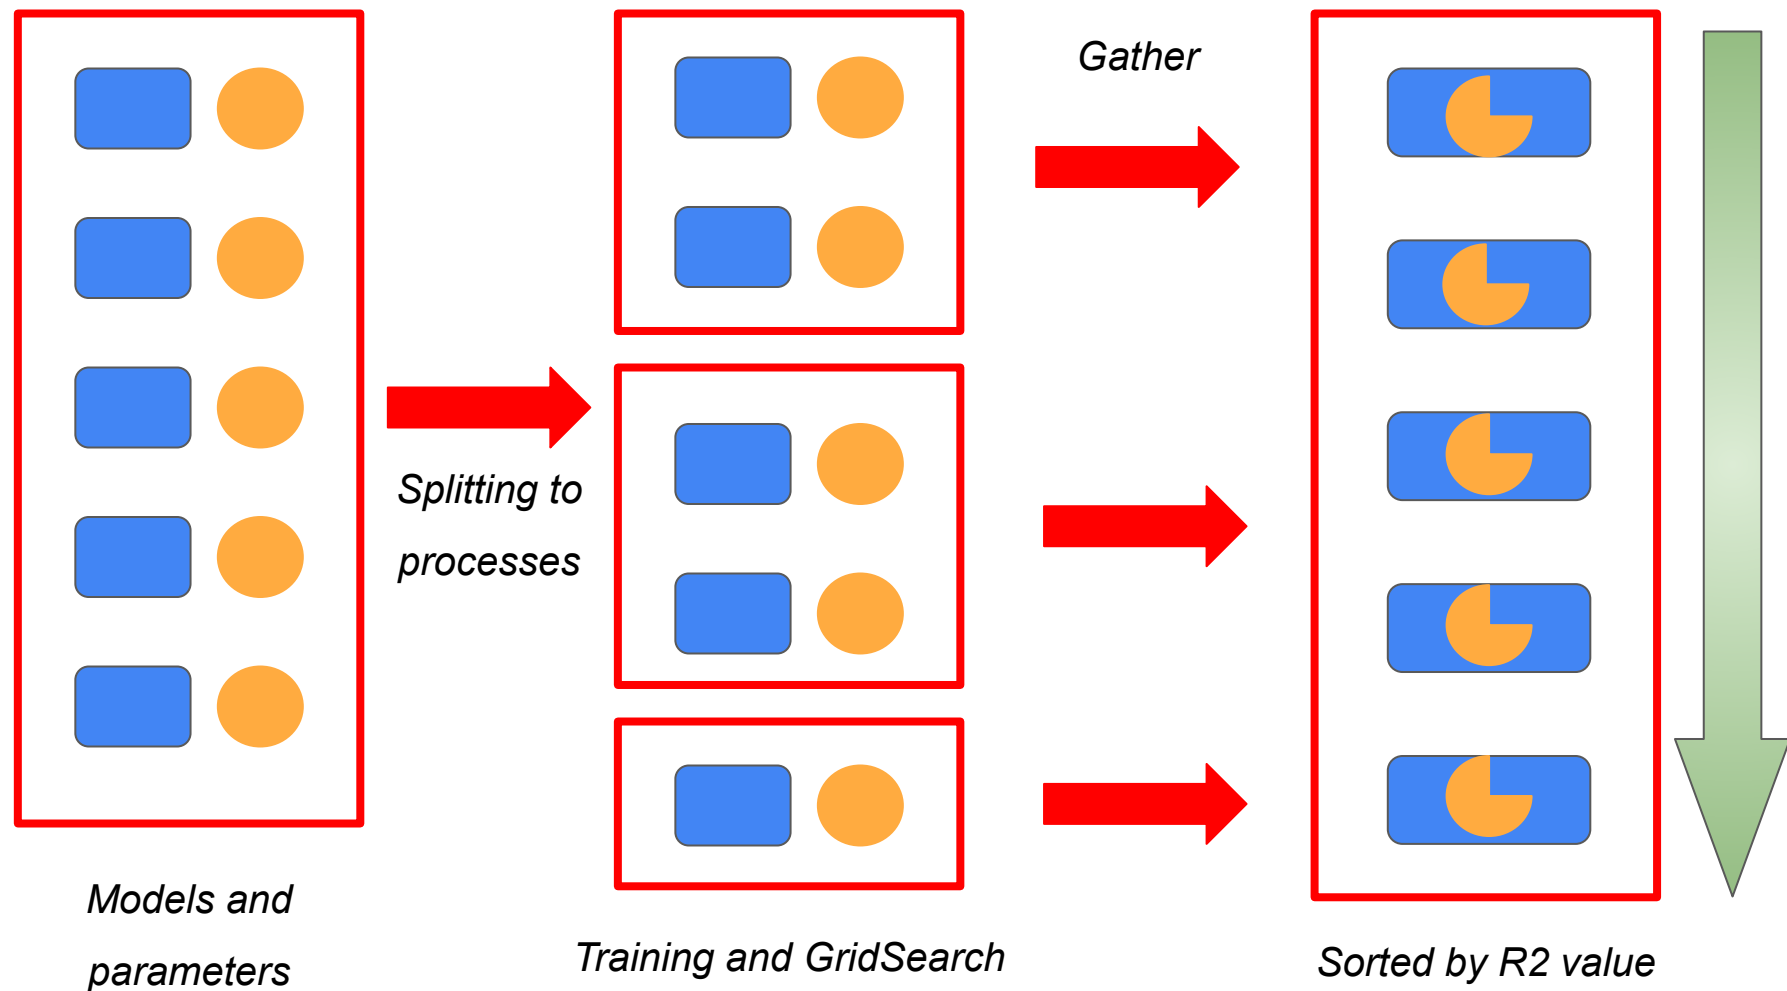 Gather
Splitting to
processes
Models and
parameters
Training and GridSearch
Sorted by R2 value